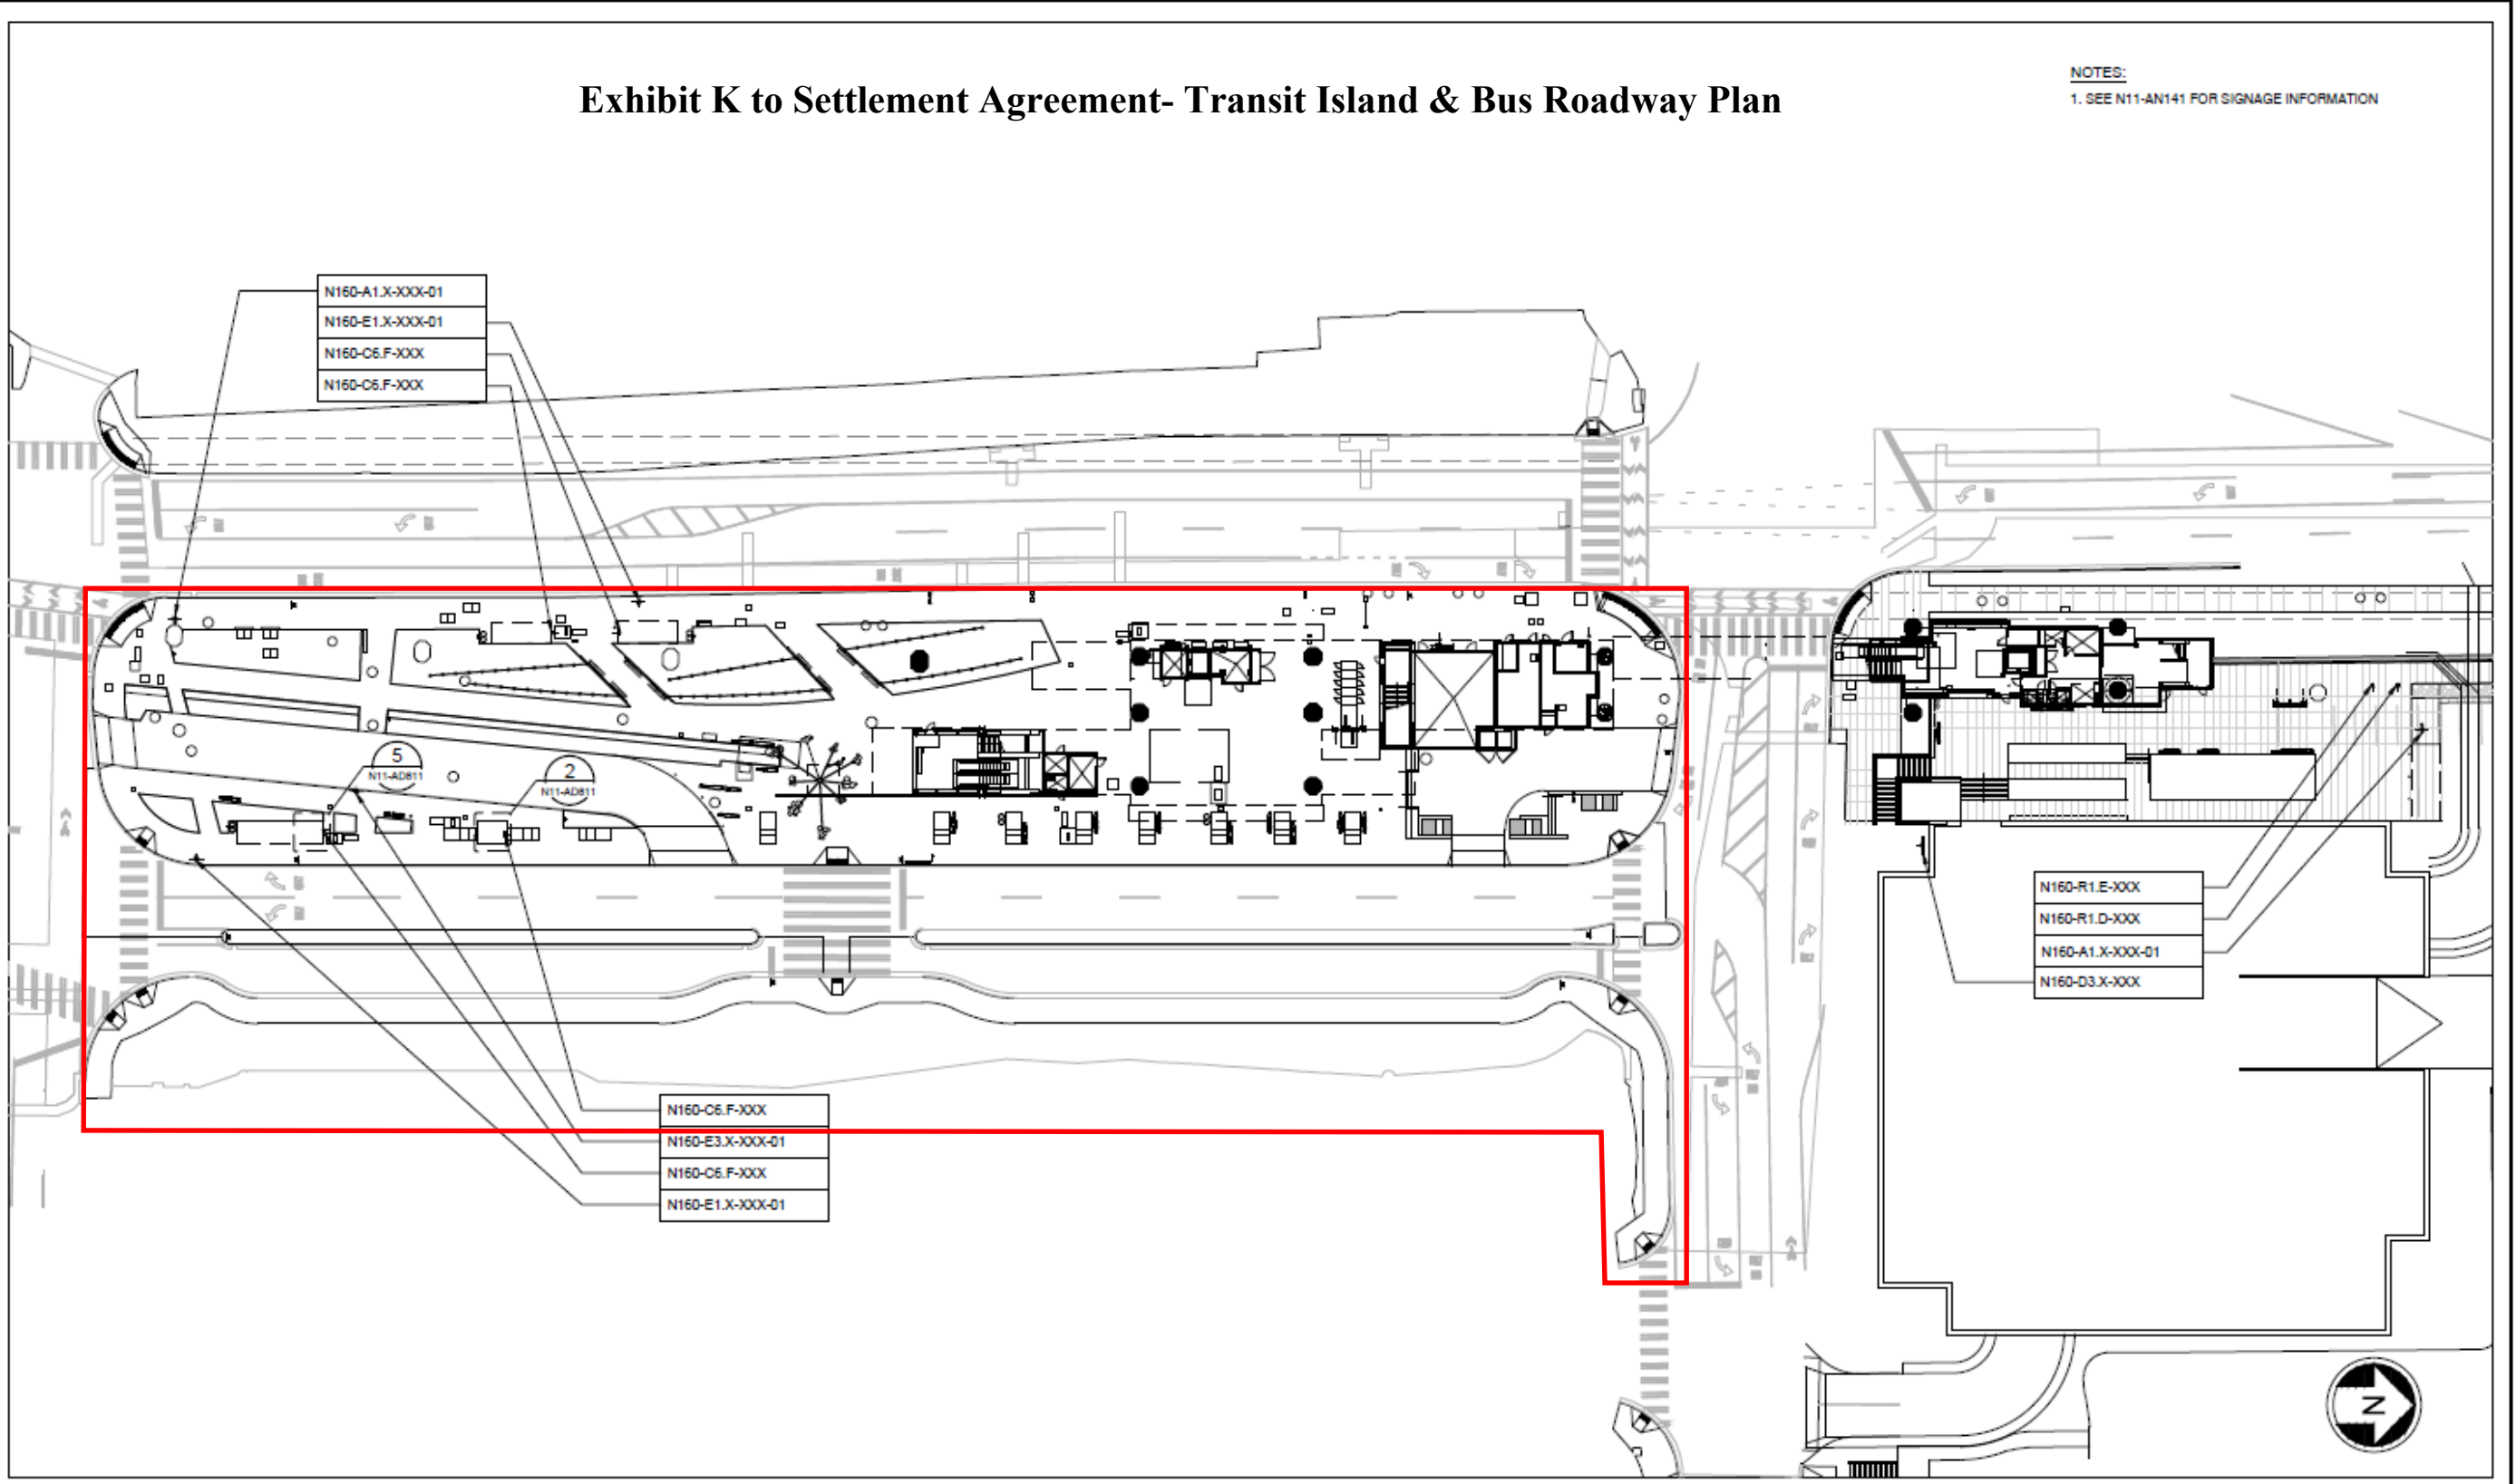 Exhibit K to Settlement Agreement- Transit Island & Bus Roadway Plan
NOTES:
1. SEE N11-AN141 FOR SIGNAGE INFORMATION
N160-A1.X-XXX-01
N160-E1.X-XXX-01
N160-C6.F-XXX
N160-C6.F-XXX
5
N11-AD811
2
N11-AD811
N160-R1.E-XXX
N160-R1.D-XXX
N160-A1.X-XXX-01
N160-D3.X-XXX
N160-C6.F-XXX
N160-E3.X-XXX-01
N160-C6.F-XXX
N160-E1.X-XXX-01
N